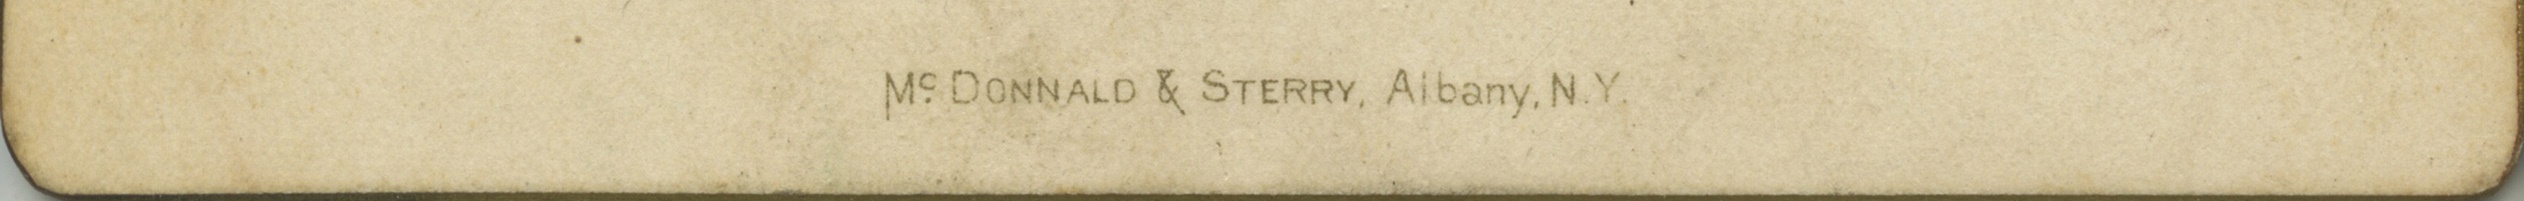 Mc. DONNALD & STERRY, Albany, N.Y.